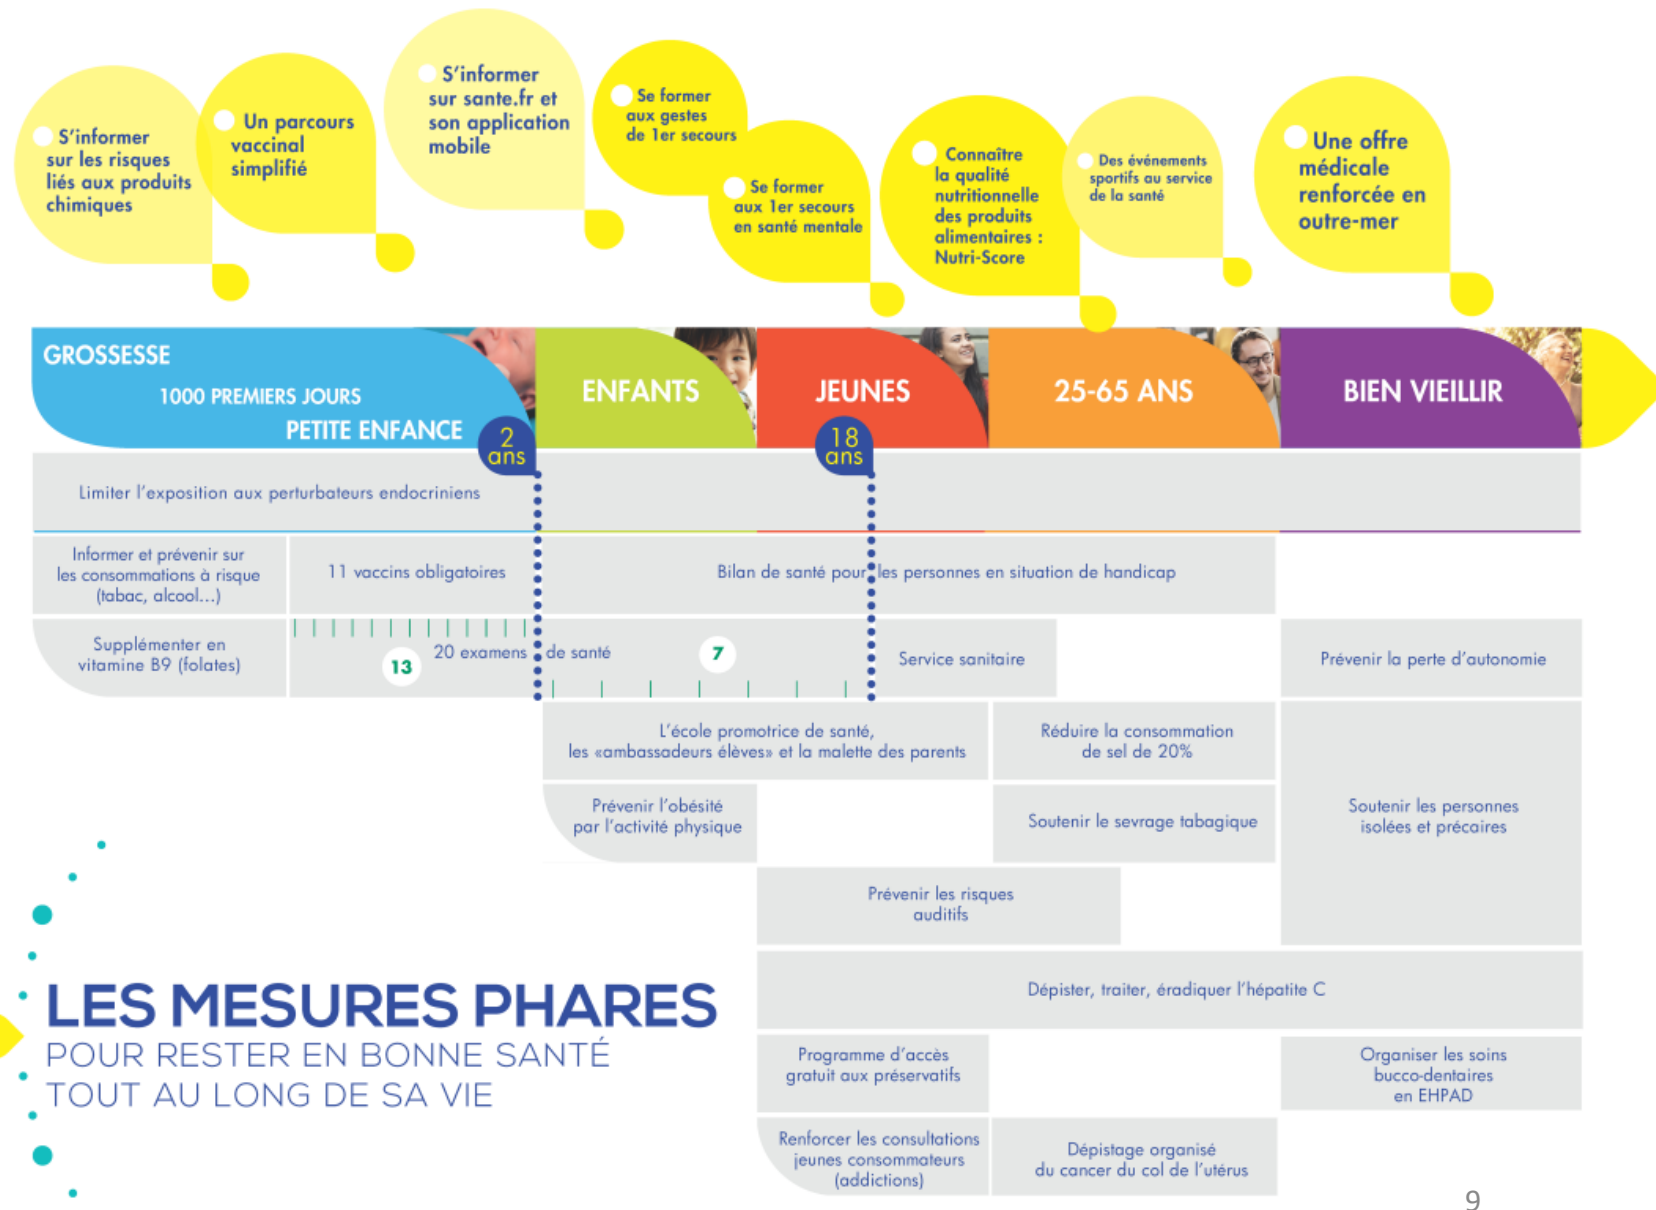 S'informer
sur les risques
liés aux produits
chimiques
Un parcours
vaccinal
simplifié
S'informer
sur sante.fr et
son application
mobile
Se former
aux gestes
de 1er secours
Se former
aux 1er secours
en santé mentale
Connaître
la qualité
nutritionnelle
des produits
alimentaires :
Nutri-Score
Des événements
sportifs au service
de la santé
Une offre
médicale
renforcée en
outre-mer
GROSSESSE
1000 PREMIERS JOURS
PETITE ENFANCE
2
ans
ENFANTS
JEUNES
18
ans
25-65 ANS
BIEN VIEILLIR
Limiter l'exposition aux perturbateurs endocriniens
Informer et prévenir sur
les consommations à risque
(tabac, alcool...)
11 vaccins obligatoires
Bilan de santé pour les personnes en situation de handicap
Supplémenter en
vitamine B9 (folates)
13
20 examens de santé
7
Service sanitaire
Prévenir la perte d'autonomie
L'école promotrice de santé,
les «ambassadeurs élèves» et la malette des parents
Réduire la consommation
de sel de 20%
Prévenir l'obésité
par l'activité physique
Soutenir le sevrage tabagique
Soutenir les personnes
isolées et précaires
Prévenir les risques
auditifs
Dépister, traiter, éradiquer l'hépatite C
LES MESURES PHARES
POUR RESTER EN BONNE SANTÉ
TOUT AU LONG DE SA VIE
Programme d'accès
gratuit aux préservatifs
Organiser les soins
bucco-dentaires
en EHPAD
Renforcer les consultations
jeunes consommateurs
(addictions)
Dépistage organisé
du cancer du col de l'utérus
9